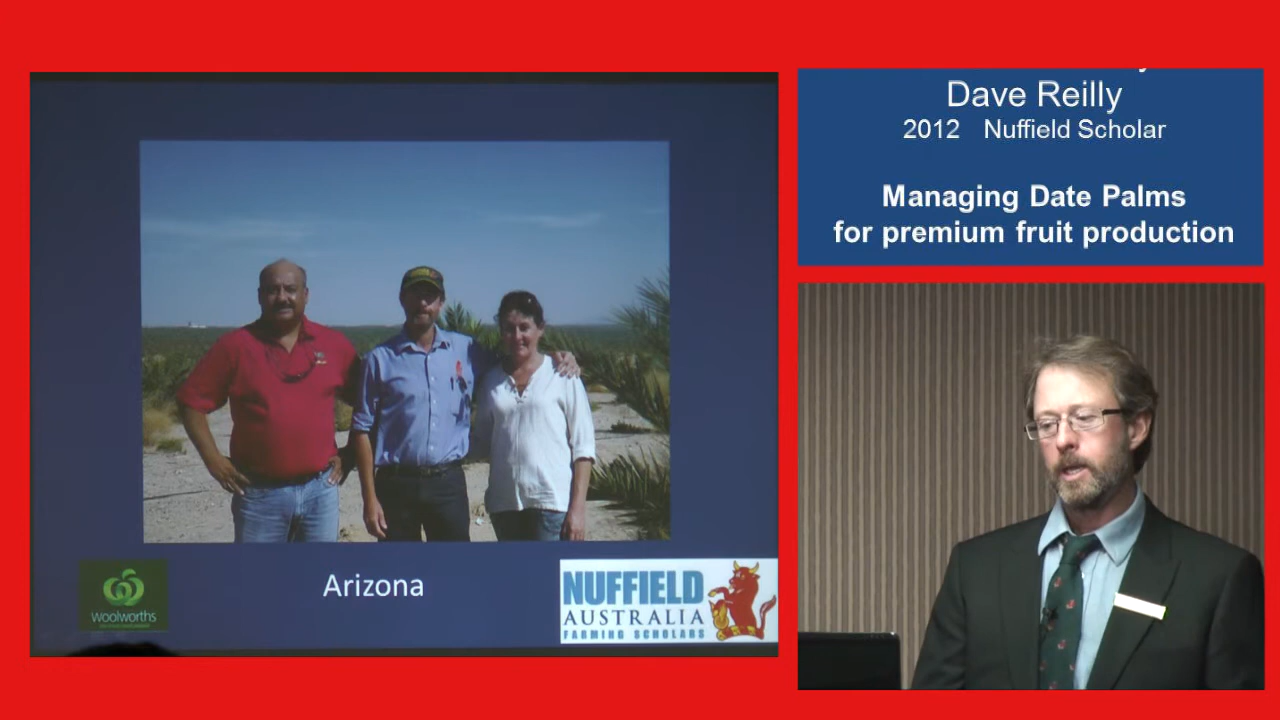 Dave Reilly
2012 Nuffield Scholar
Managing Date Palms
for premium fruit production
Arizona
woolworths
NUFFIELD
AUSTRALIA
FARMING SCHOLARS